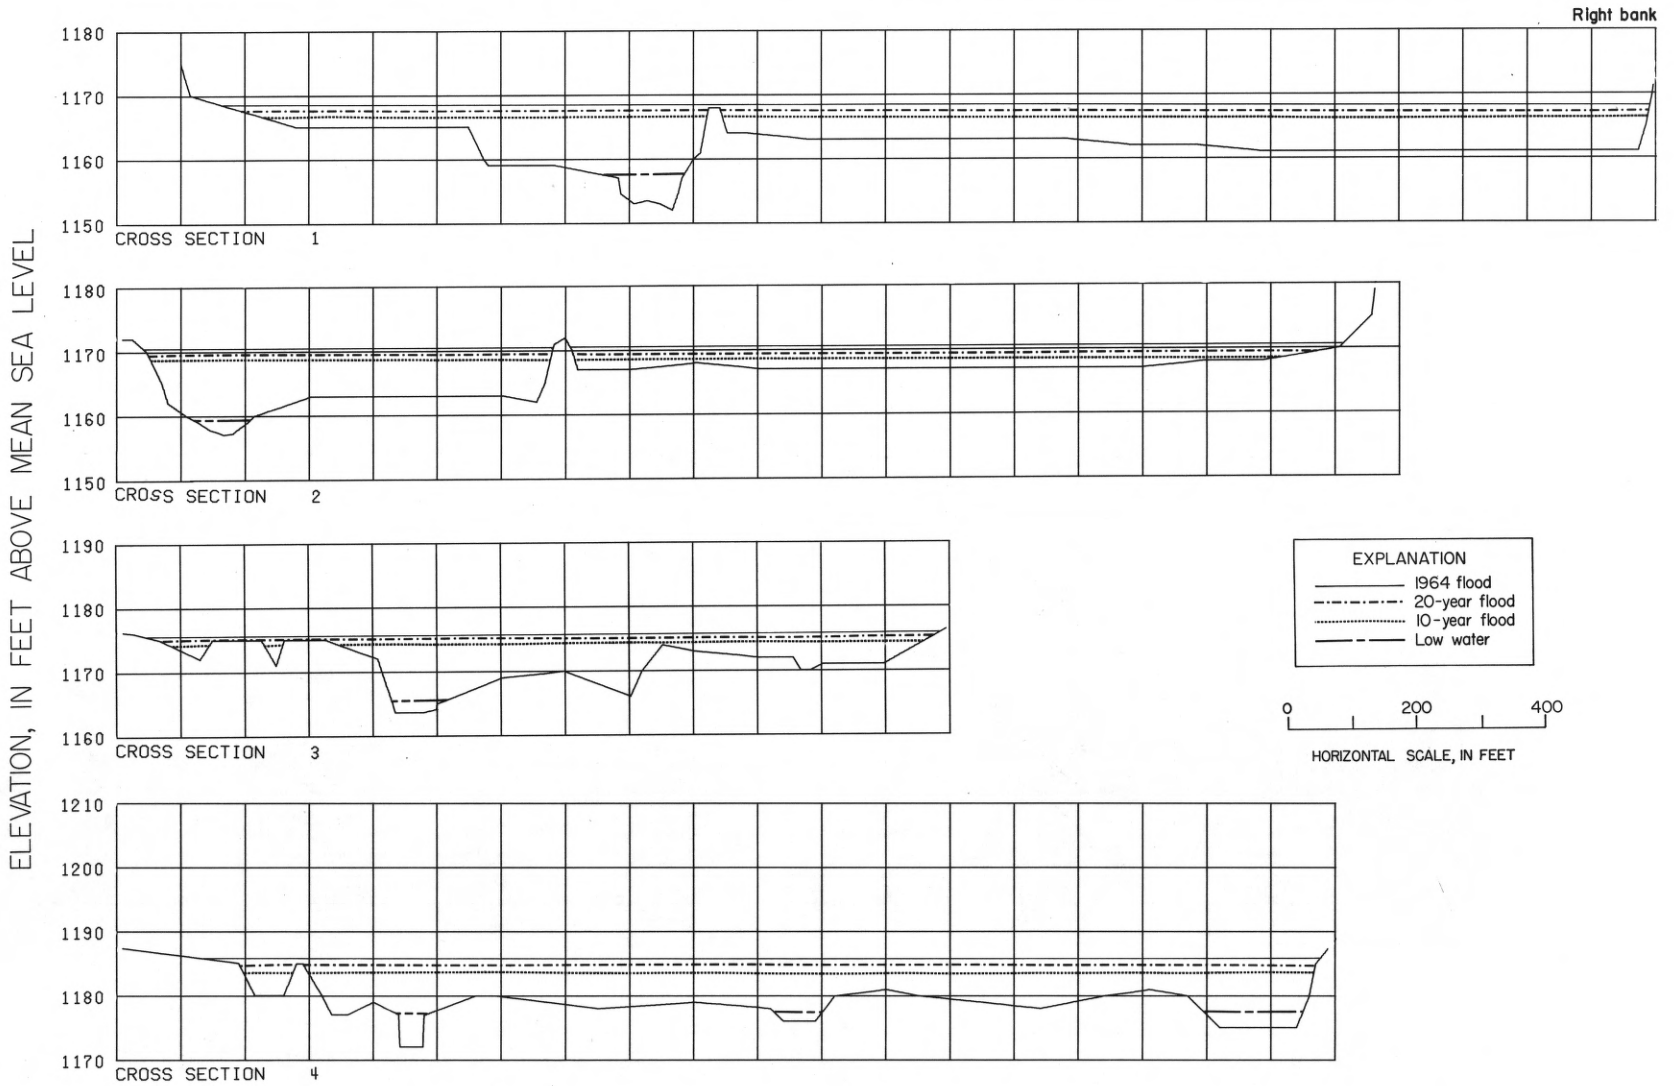 Right bank
ELEVATION, IN FEET ABOVE MEAN SEA LEVEL
1180
1170
1160
1150
CROSS SECTION 1
1180
1170
1160
1150
CROSS SECTION 2
1190
1180
1170
1160
CROSS SECTION 3
EXPLANATION
1964 flood
20-year flood
10-year flood
Low water
0 200 400
HORIZONTAL SCALE, IN FEET
1210
1200
1190
1180
1170
CROSS SECTION 4